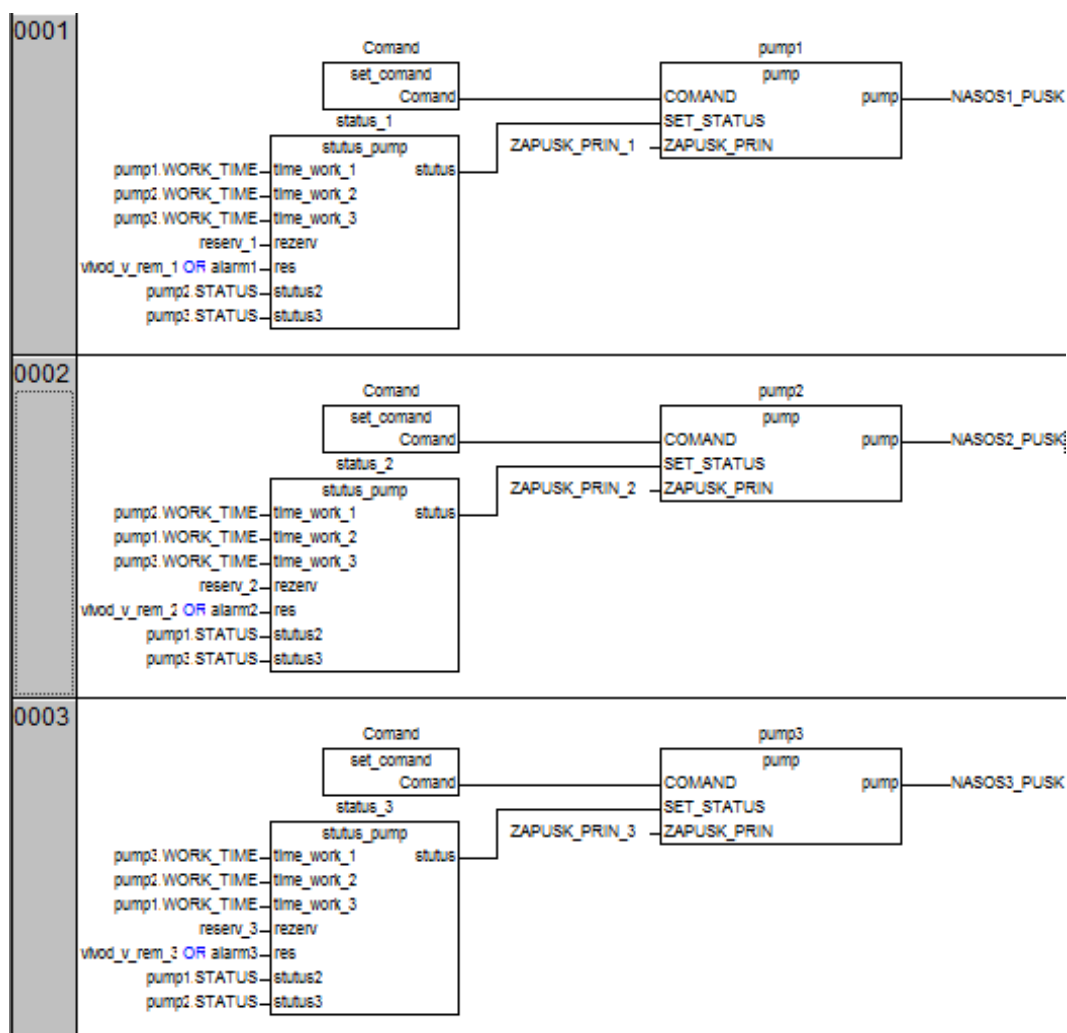 0001
Comand pump1
set_comand pump
Comand COMAND pump NASOS1_PUSK
status_1 SET_STATUS
stutus_pump ZAPUSK_PRIN_1 ZAPUSK_PRIN
pump1.WORK_TIME time_work_1 stutus
pump2.WORK_TIME time_work_2
pump3.WORK_TIME time_work_3
reserv_1 rezerv
vivod_v_rem_1 OR alarm1 res
pump2.STATUS stutus2
pump3.STATUS stutus3
0002
Comand pump2
set_comand pump
Comand COMAND pump NASOS2_PUSK
status_2 SET_STATUS
stutus_pump ZAPUSK_PRIN_2 ZAPUSK_PRIN
pump2.WORK_TIME time_work_1 stutus
pump1.WORK_TIME time_work_2
pump3.WORK_TIME time_work_3
reserv_2 rezerv
vivod_v_rem_2 OR alarm2 res
pump1.STATUS stutus2
pump3.STATUS stutus3
0003
Comand pump3
set_comand pump
Comand COMAND pump NASOS3_PUSK
status_3 SET_STATUS
stutus_pump ZAPUSK_PRIN_3 ZAPUSK_PRIN
pump3.WORK_TIME time_work_1 stutus
pump2.WORK_TIME time_work_2
pump1.WORK_TIME time_work_3
reserv_3 rezerv
vivod_v_rem_3 OR alarm3 res
pump1.STATUS stutus2
pump2.STATUS stutus3